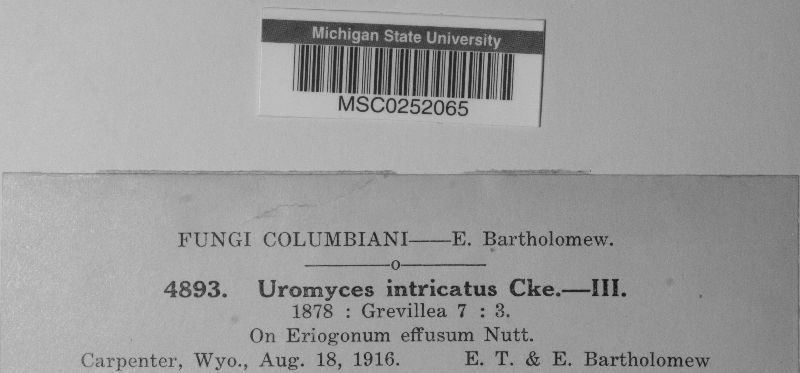 Michigan State University
MSC0252065
FUNGI COLUMBIANI——E. Bartholomew.
o
4893. Uromyces intricatus Cke.—III.
1878 : Grevillea 7 : 3.
On Eriogonum effusum Nutt.
Carpenter, Wyo., Aug. 18, 1916. E. T. & E. Bartholomew